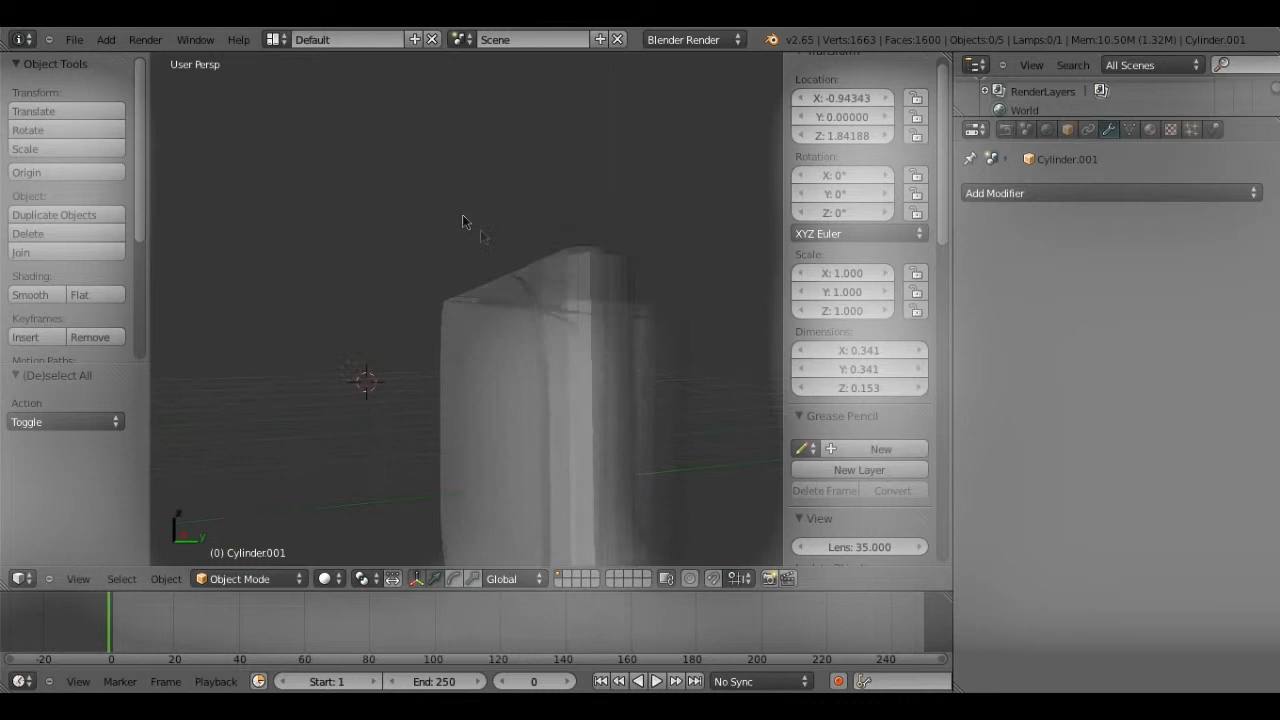 File Add Render Window Help Default Scene Blender Render v2.65 | Verts:1663 | Faces:1600 | Objects:0/5 | Lamps:0/1 | Mem:10.50M (1.32M) | Cylinder.001
Object Tools
Transform:
Translate
Rotate
Scale
Origin
Object:
Duplicate Objects
Delete
Join
Shading:
Smooth Flat
Keyframes:
Insert Remove
Motion Paths:
(De)select All
Action
Toggle
User Persp
z
y
(0) Cylinder.001
Transform
Location:
X: -0.94343
Y: 0.00000
Z: 1.84188
Rotation:
X: 0°
Y: 0°
Z: 0°
XYZ Euler
Scale:
X: 1.000
Y: 1.000
Z: 1.000
Dimensions:
X: 0.341
Y: 0.341
Z: 0.153
Grease Pencil
New
New Layer
Delete Frame Convert
View
Lens: 35.000
View Search All Scenes
RenderLayers |
World
Cylinder.001
Add Modifier
View Select Object Object Mode Global
-20 0 20 40 60 80 100 120 140 160 180 200 220 240
View Marker Frame Playback Start: 1 End: 250 0 No Sync